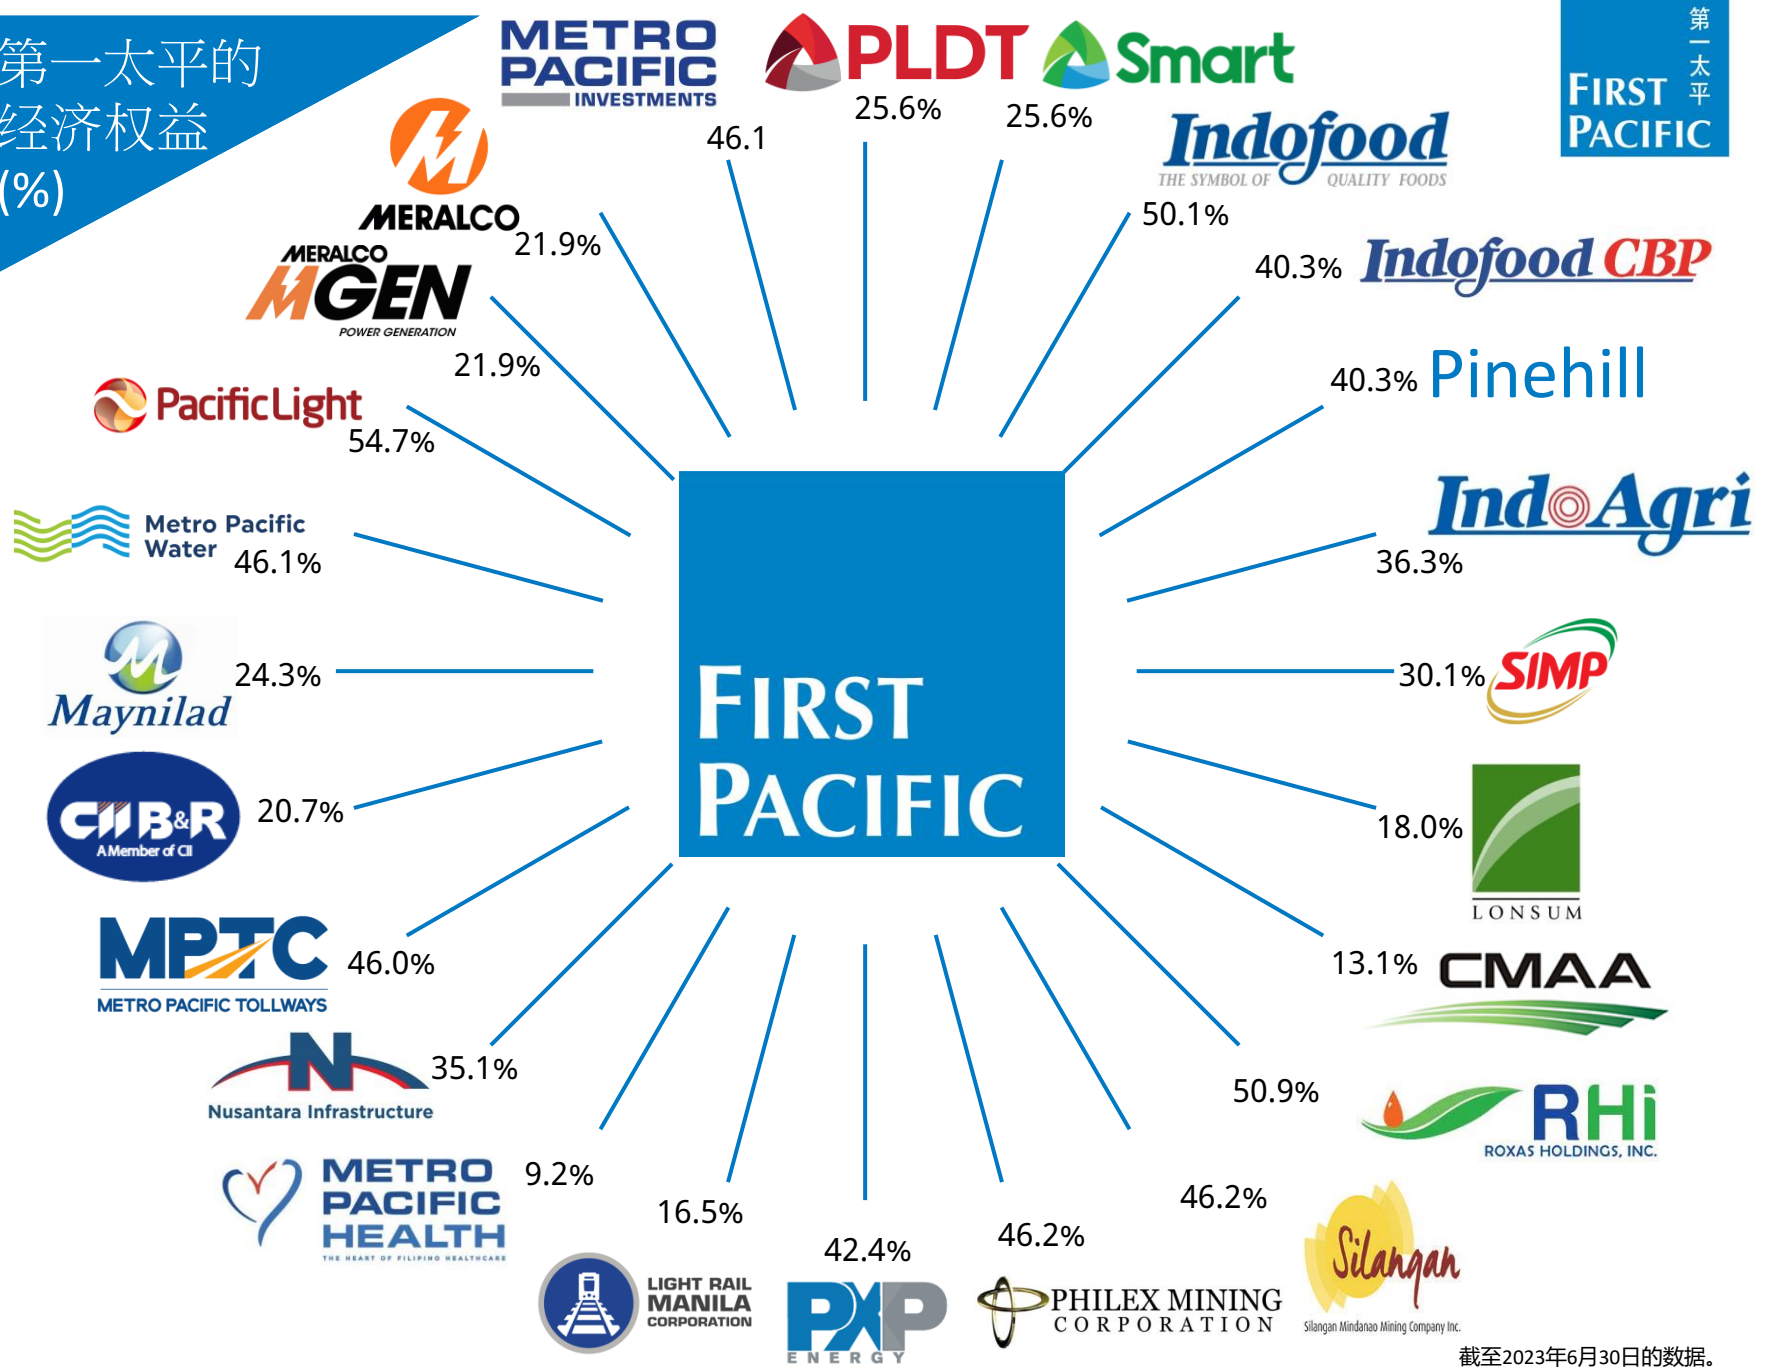 第一太平的
经济权益
(%)
METRO
PACIFIC
INVESTMENTS
46.1
PLDT
25.6%
Smart
25.6%
Indofood
THE SYMBOL OF QUALITY FOODS
50.1%
第一太平
FIRST
PACIFIC
MERALCO
21.9%
MERALCO
MGEN
POWER GENERATION
21.9%
40.3%
Indofood CBP
40.3%
Pinehill
PacificLight
54.7%
IndoAgri
36.3%
Metro Pacific
Water
46.1%
Maynilad
24.3%
30.1%
SIMP
FIRST
PACIFIC
CII B&R
A Member of CII
20.7%
18.0%
LONSUM
MPTC
METRO PACIFIC TOLLWAYS
46.0%
13.1%
CMAA
N
Nusantara Infrastructure
35.1%
50.9%
RHi
ROXAS HOLDINGS, INC.
METRO
PACIFIC
HEALTH
THE HEART OF FILIPINO HEALTHCARE
9.2%
16.5%
LIGHT RAIL
MANILA
CORPORATION
42.4%
PXP
ENERGY
46.2%
PHILEX MINING
CORPORATION
46.2%
Silangan
Silangan Mindanao Mining Company Inc.
截至2023年6月30日的数据。